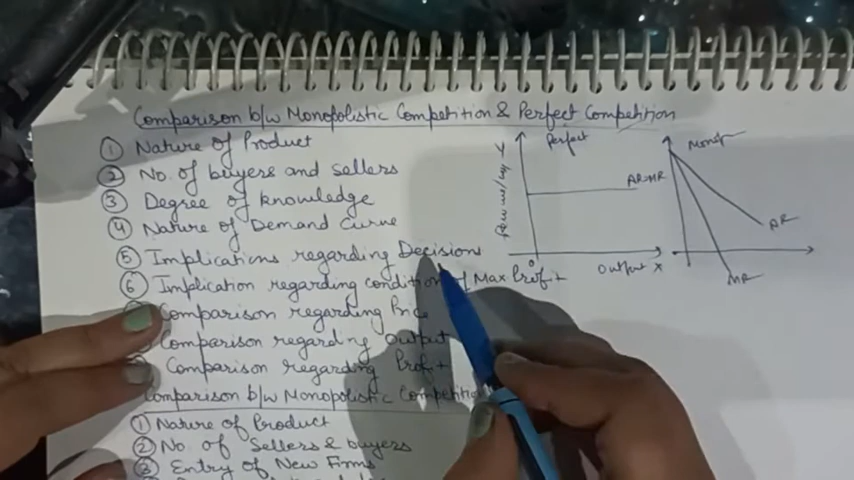 Comparison b/w Monopolistic Competition & Perfect Competition
① Nature of Product
② No. of buyers and sellers
③ Degree of knowledge
④ Nature of Demand Curve
⑤ Implications regarding Decisions
⑥ Implication regarding condition of Max Profit
Comparison regarding Price
Comparison regarding Output
Comparison regarding Profit
Comparison b/w Monopolistic
① Nature of Product
② No. of Sellers & buyers
③ Entry of New Firms
Perfect
Y
AR=MR
O
Output X
AR
MR